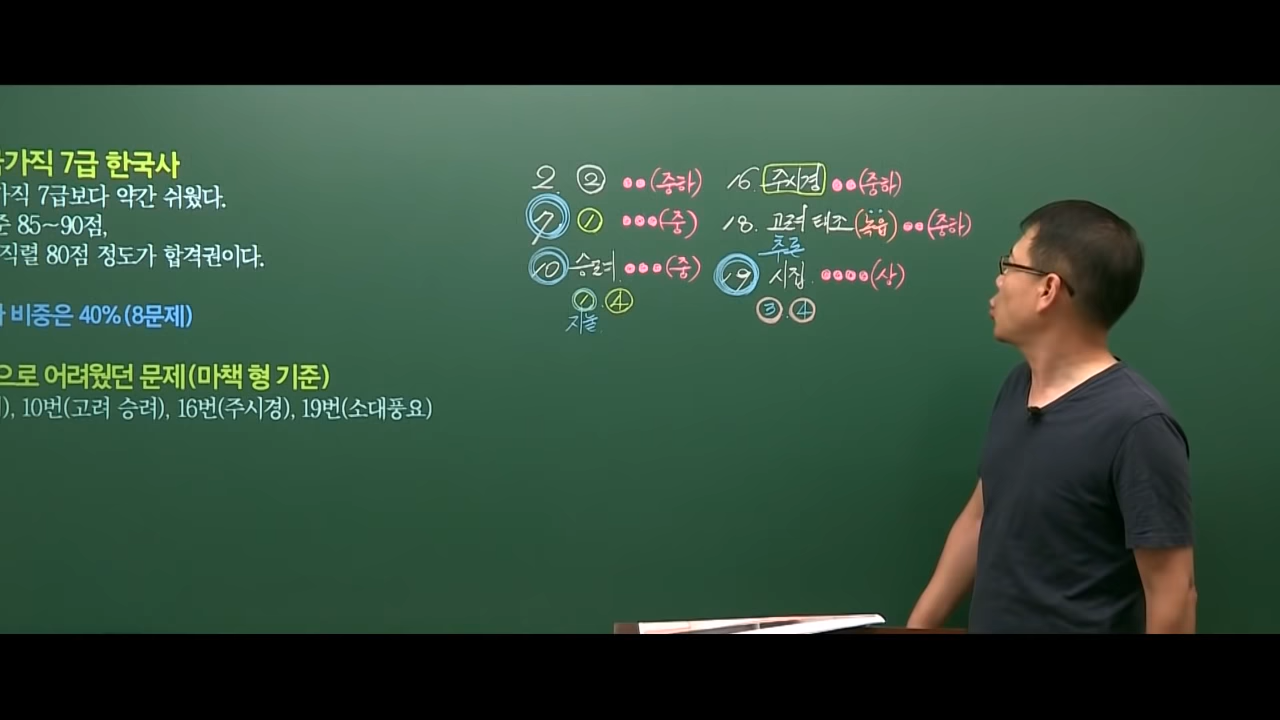 가직 7급 한국사
가직 7급보다 약간 쉬웠다.
준 85~90점,
직렬 80점 정도가 합격권이다.
비중은 40%(8문제)
으로 어려웠던 문제(마책 형 기준)
), 10번(고려 승려), 16번(주시경), 19번(소대풍요)
2. ② ●●(중하)
7 ① ●●●(중)
10 승려 ●●●(중)
① ④
지눌
16. 주시경 ●●(중하)
18. 고려 태조(녹읍) ●●(중하)
추론
19 시집. ●●●●(상)
③. ④